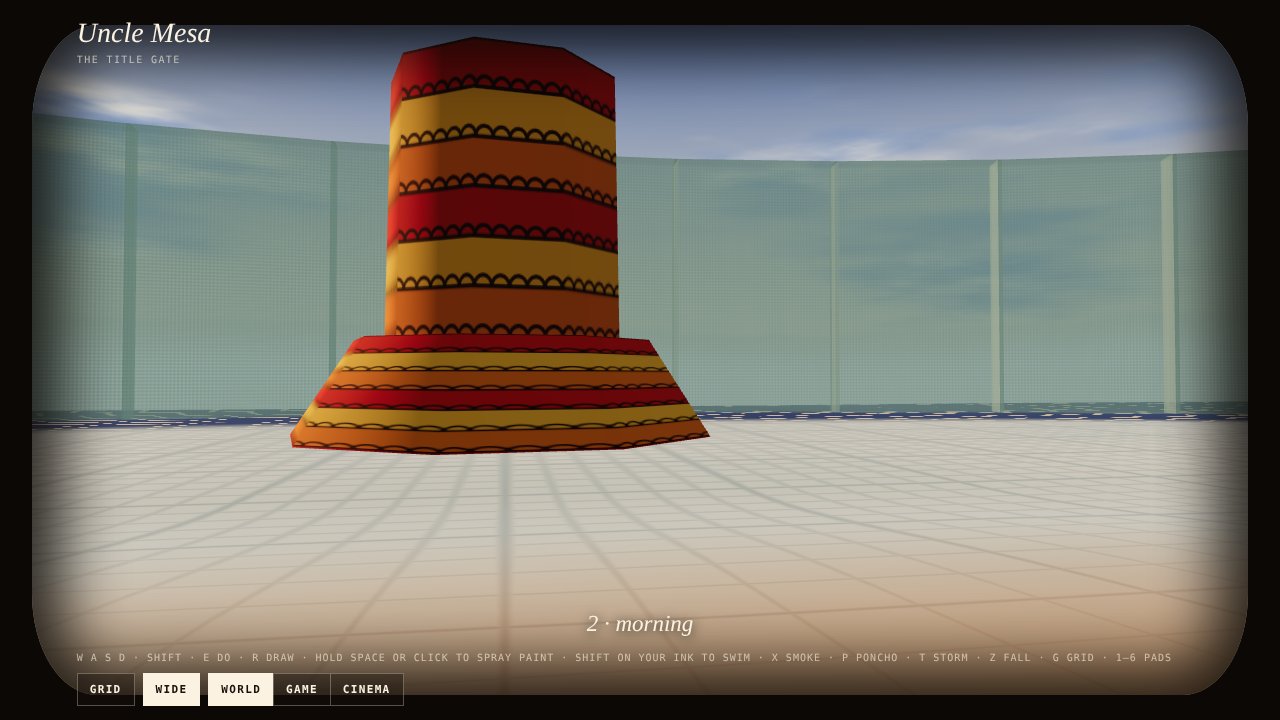 Uncle Mesa
THE TITLE GATE
2 · morning
W A S D · SHIFT · E DO · R DRAW · HOLD SPACE OR CLICK TO SPRAY PAINT · SHIFT ON YOUR INK TO SWIM · X SMOKE · P PONCHO · T STORM · Z FALL · G GRID · 1–6 PADS
GRID WIDE WORLD GAME CINEMA